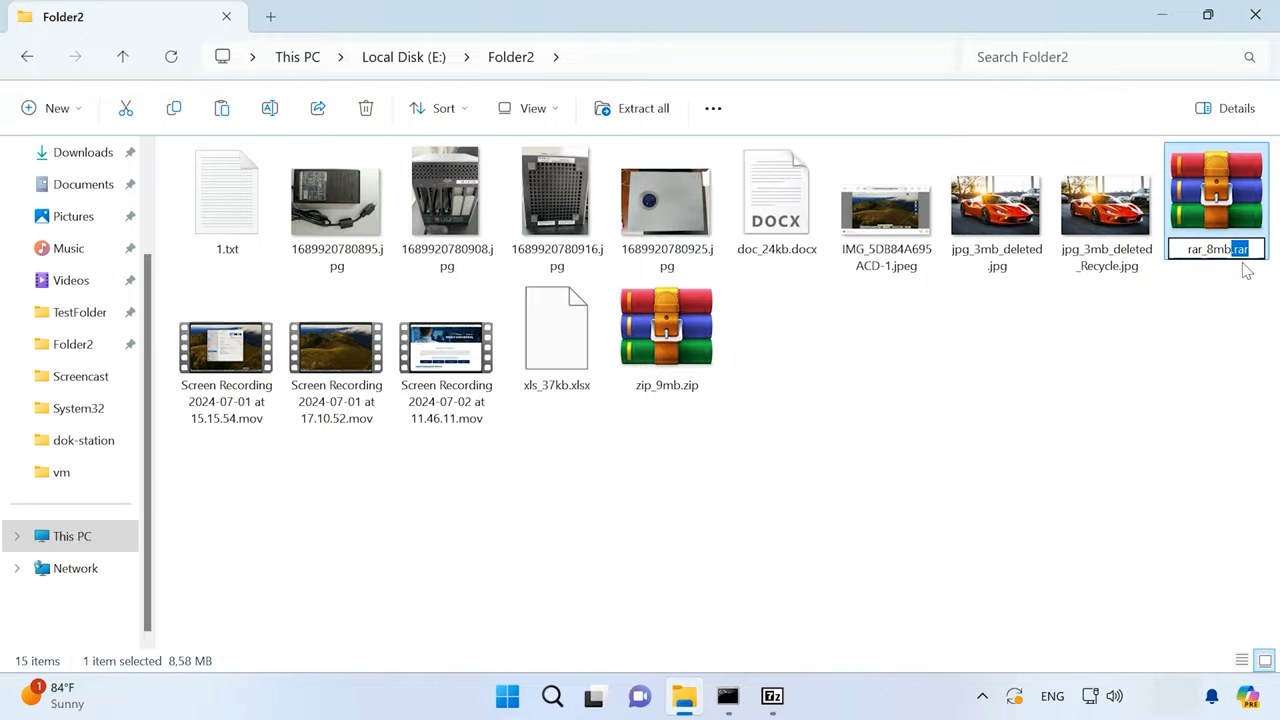 Folder2
This PC > Local Disk (E:) > Folder2 >
Search Folder2
New
Sort
View
Extract all
Details
Downloads
Documents
Pictures
Music
Videos
TestFolder
Folder2
Screencast
System32
dok-station
vm
This PC
Network
1.txt
1689920780895.j
pg
1689920780908.j
pg
1689920780916.j
pg
1689920780925.j
pg
DOCX
doc_24kb.docx
IMG_5DB84A695
ACD-1.jpeg
jpg_3mb_deleted
.jpg
jpg_3mb_deleted
_Recycle.jpg
rar_8mb.rar
Screen Recording
2024-07-01 at
15.15.54.mov
Screen Recording
2024-07-01 at
17.10.52.mov
Screen Recording
2024-07-02 at
11.46.11.mov
xls_37kb.xlsx
zip_9mb.zip
15 items
1 item selected 8,58 MB
1
84°F
Sunny
Tz
ENG
PRE